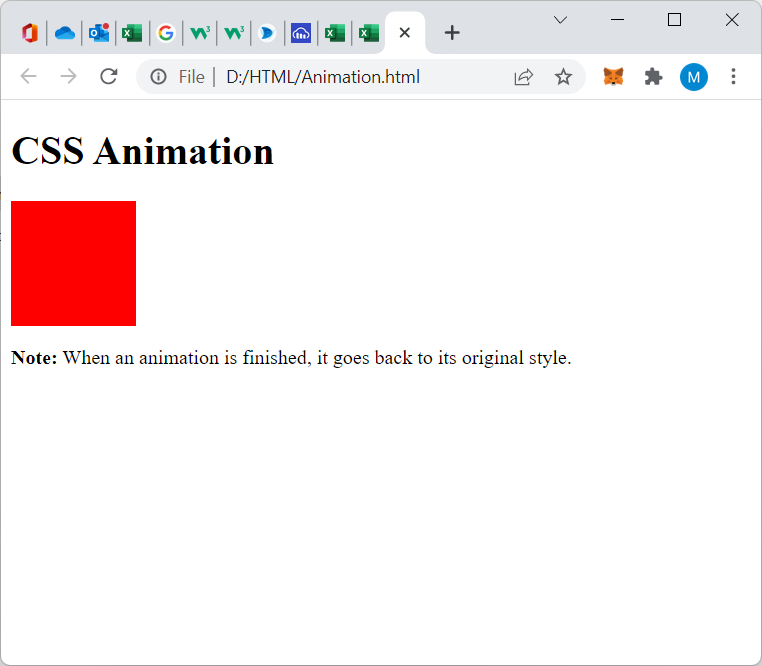 File | D:/HTML/Animation.html
M
CSS Animation
Note: When an animation is finished, it goes back to its original style.